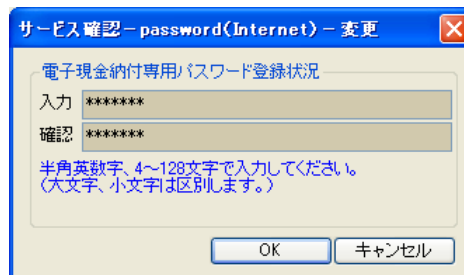 サービス確認－password(Internet)－変更
電子現金納付専用パスワード登録状況
入力 *******
確認 *******
半角英数字、4～128文字で入力してください。
(大文字、小文字は区別します。)
OK キャンセル